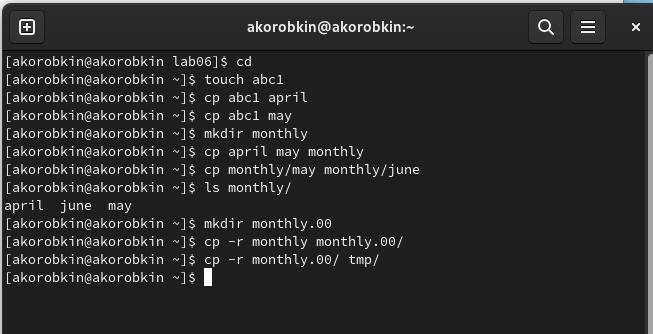 akorobkin@akorobkin:~
[akorobkin@akorobkin lab06]$ cd
[akorobkin@akorobkin ~]$ touch abc1
[akorobkin@akorobkin ~]$ cp abc1 april
[akorobkin@akorobkin ~]$ cp abc1 may
[akorobkin@akorobkin ~]$ mkdir monthly
[akorobkin@akorobkin ~]$ cp april may monthly
[akorobkin@akorobkin ~]$ cp monthly/may monthly/june
[akorobkin@akorobkin ~]$ ls monthly/
april  june  may
[akorobkin@akorobkin ~]$ mkdir monthly.00
[akorobkin@akorobkin ~]$ cp -r monthly monthly.00/
[akorobkin@akorobkin ~]$ cp -r monthly.00/ tmp/
[akorobkin@akorobkin ~]$